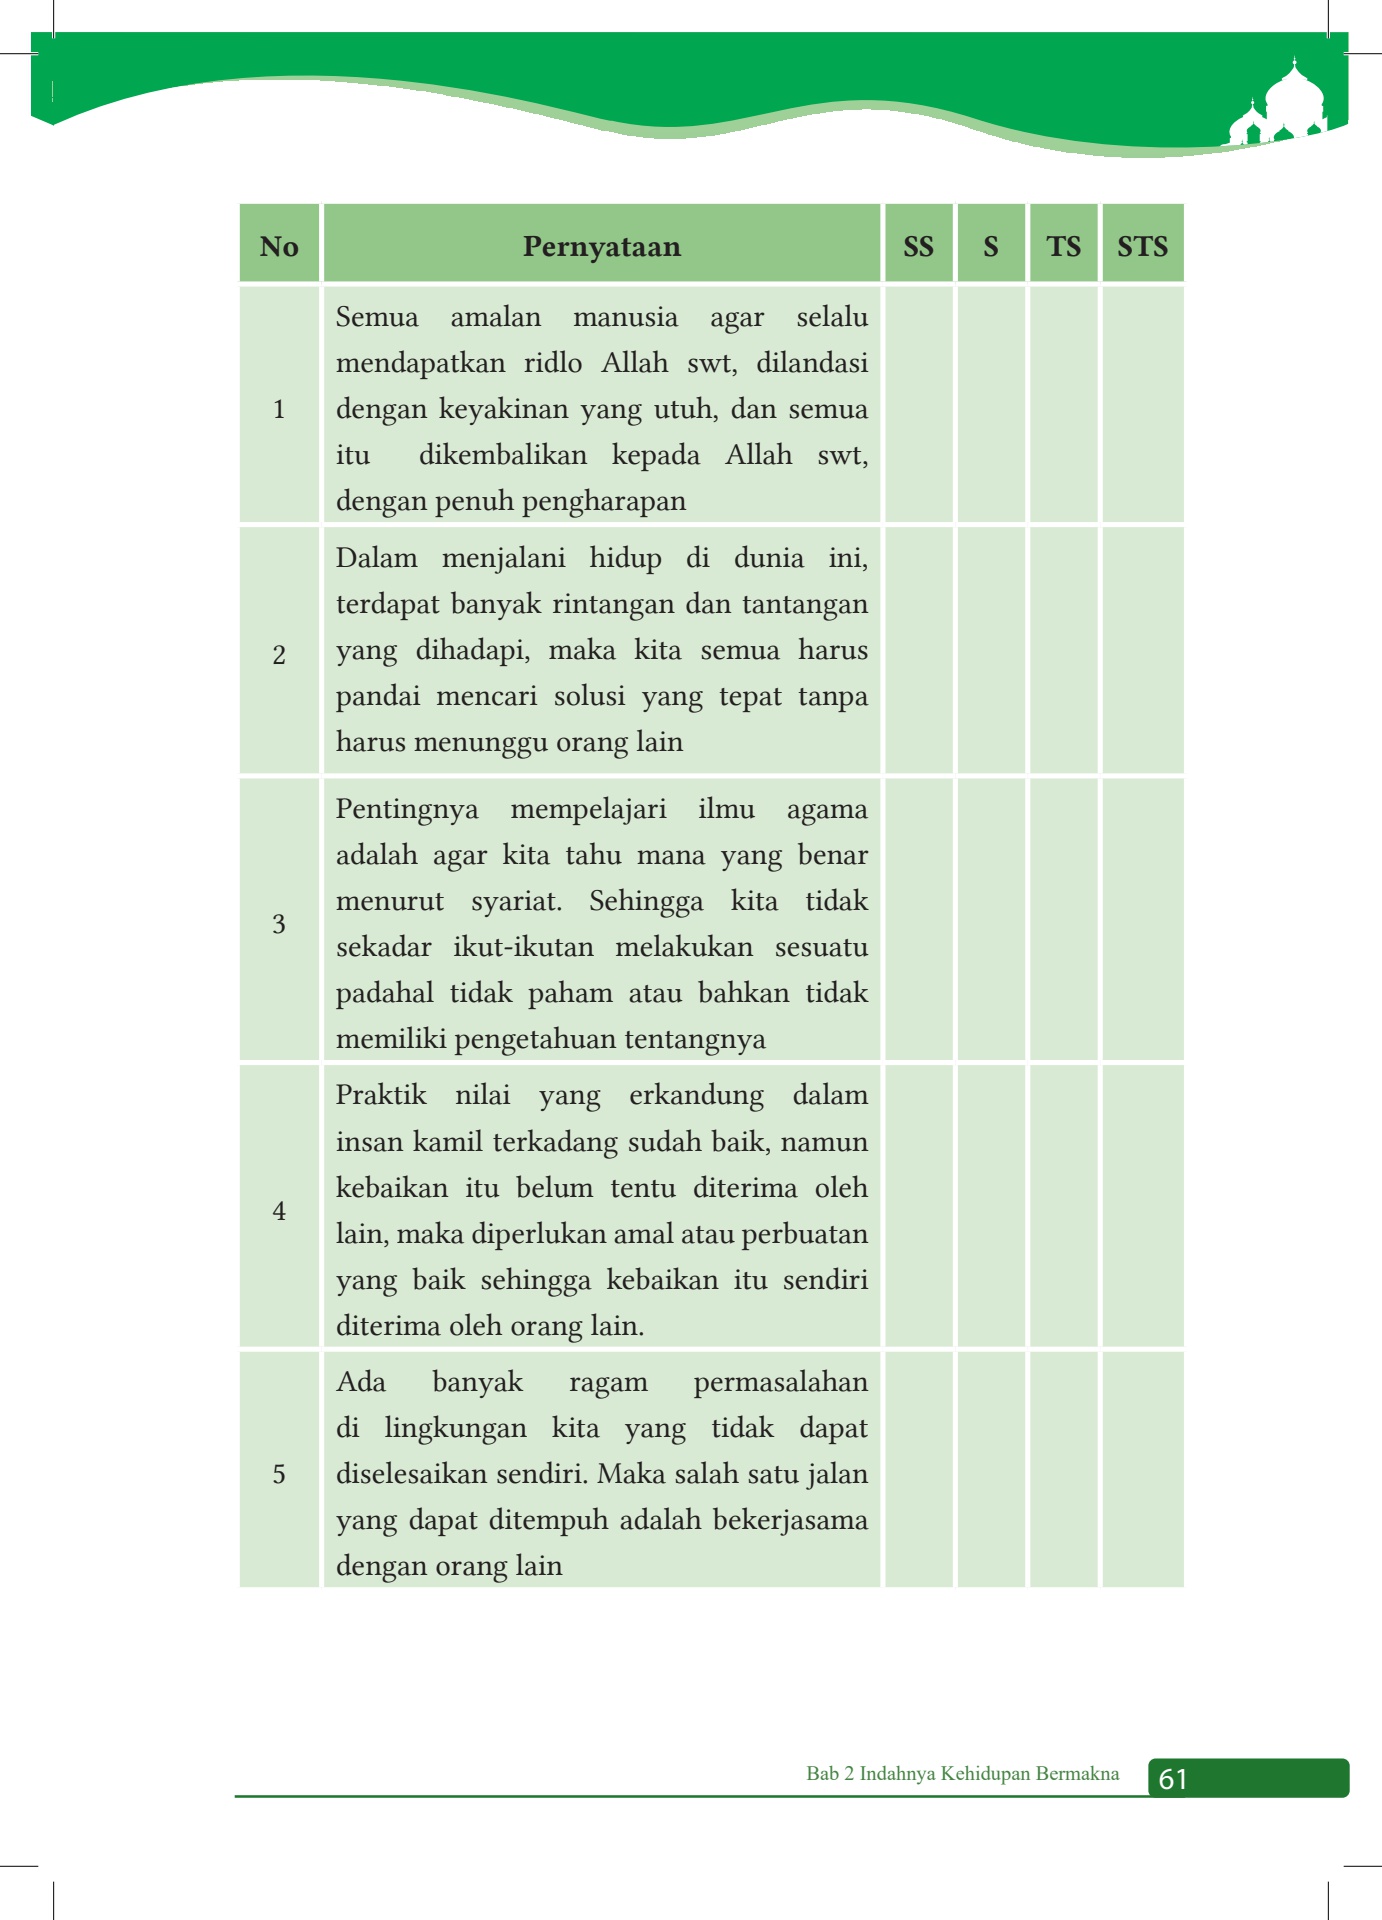 No Pernyataan SS S TS STS
Semua amalan manusia agar selalu
mendapatkan ridlo Allah swt, dilandasi
1 dengan keyakinan yang utuh, dan semua
itu dikembalikan kepada Allah swt,
dengan penuh pengharapan
Dalam menjalani hidup di dunia ini,
terdapat banyak rintangan dan tantangan
2 yang dihadapi, maka kita semua harus
pandai mencari solusi yang tepat tanpa
harus menunggu orang lain
Pentingnya mempelajari ilmu agama
adalah agar kita tahu mana yang benar
menurut syariat. Sehingga kita tidak
3
sekadar ikut-ikutan melakukan sesuatu
padahal tidak paham atau bahkan tidak
memiliki pengetahuan tentangnya
Praktik nilai yang erkandung dalam
insan kamil terkadang sudah baik, namun
kebaikan itu belum tentu diterima oleh
4
lain, maka diperlukan amal atau perbuatan
yang baik sehingga kebaikan itu sendiri
diterima oleh orang lain.
Ada banyak ragam permasalahan
di lingkungan kita yang tidak dapat
5 diselesaikan sendiri. Maka salah satu jalan
yang dapat ditempuh adalah bekerjasama
dengan orang lain
Bab 2 Indahnya Kehidupan Bermakna 61